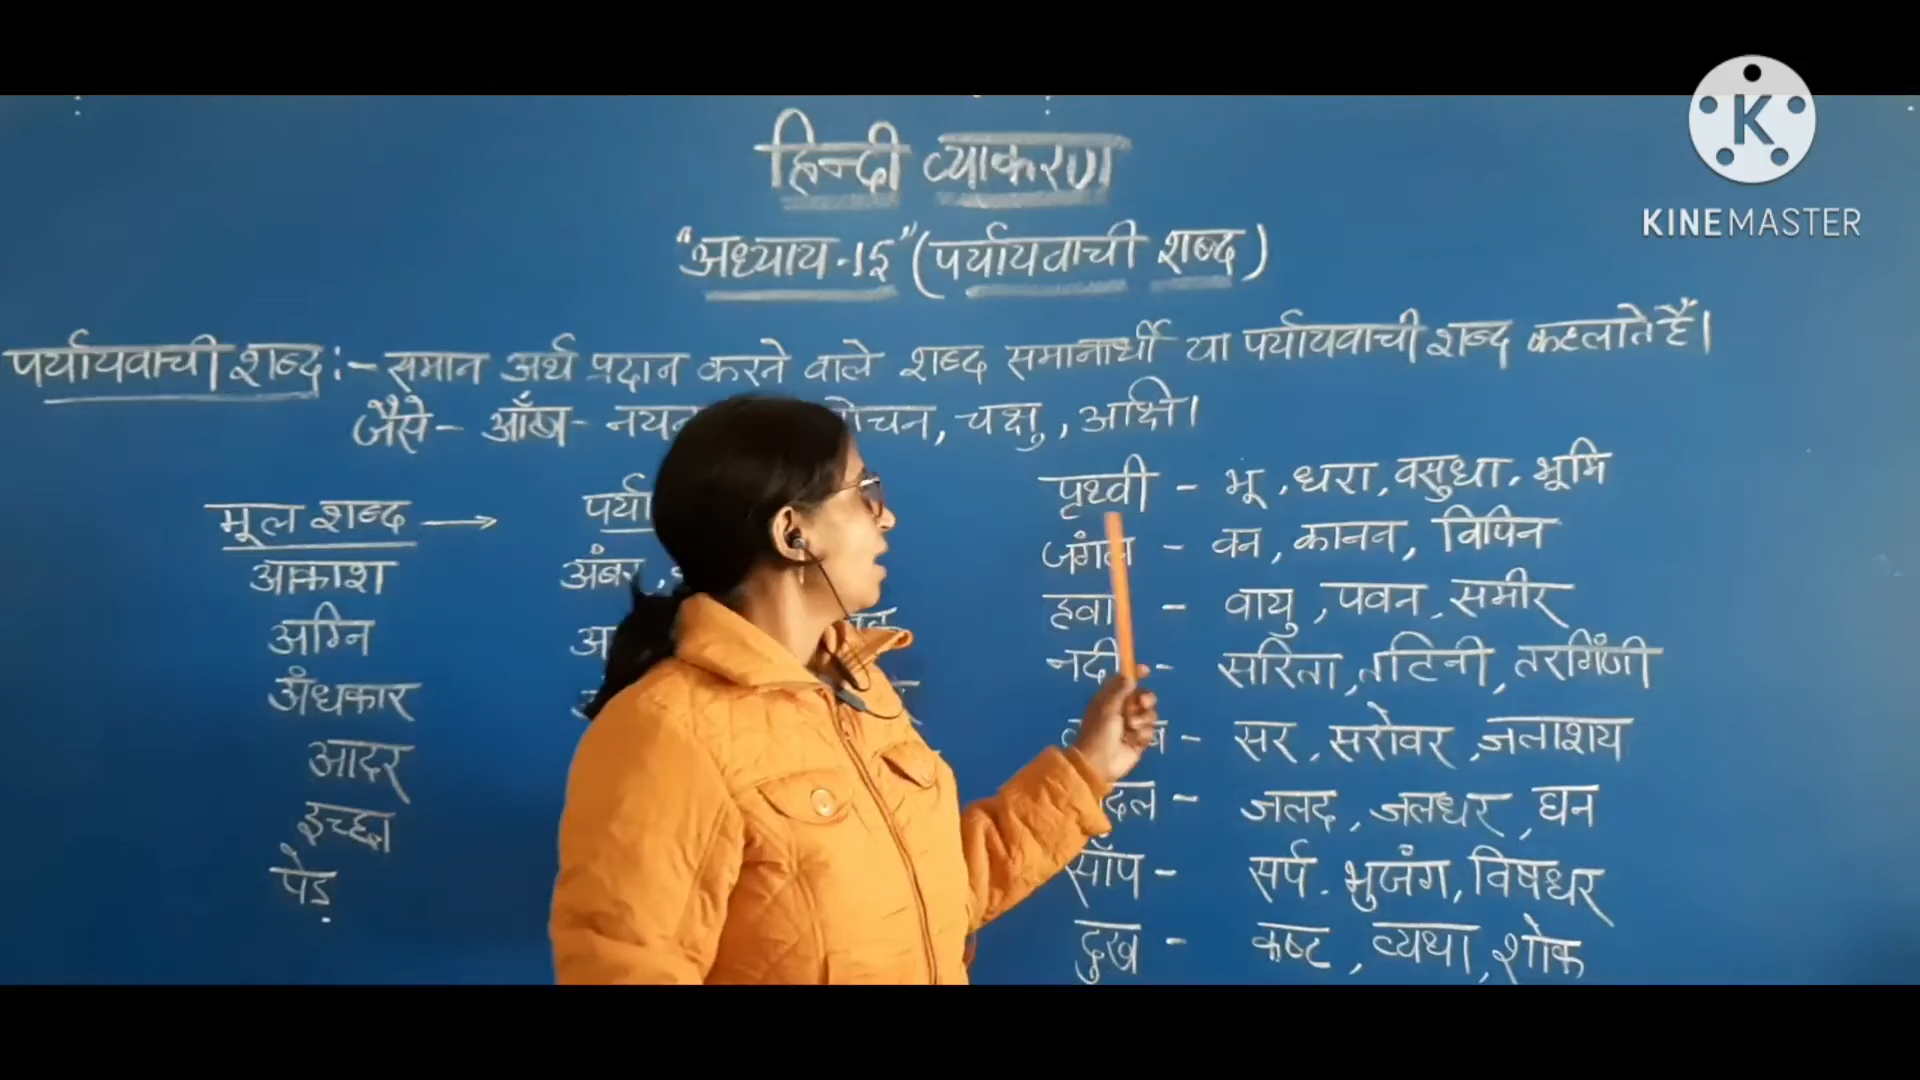 हिन्दी व्याकरण
"अध्याय-15" (पर्यायवाची शब्द)
पर्यायवाची शब्द:- समान अर्थ प्रदान करने वाले शब्द समानार्थी या पर्यायवाची शब्द कहलाते हैं।
जैसे- आँख- नयन, चक्षु, अक्षि।
मूल शब्द →
आकाश
अग्नि
अंधकार
आदर
इच्छा
पेड़
अंबर,
पृथ्वी - भू, धरा, वसुधा, भूमि
जंगल - वन, कानन, विपिन
हवा - वायु, पवन, समीर
नदी - सरिता, तटिनी, तरंगिणी
- सर, सरोवर, जलाशय
- जलद, जलधर, घन
साँप - सर्प, भुजंग, विषधर
दुख - कष्ट, व्यथा, शोक
K
KINEMASTER